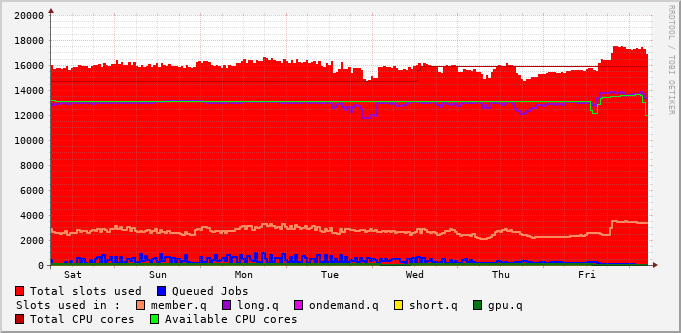 20000
18000
16000
14000
12000
10000
8000
6000
4000
2000
0
Sat Sun Mon Tue Wed Thu Fri
Total slots used Queued Jobs
Slots used in : member.q long.q ondemand.q short.q gpu.q
Total CPU cores Available CPU cores
RRDTOOL / TOBI OETIKER